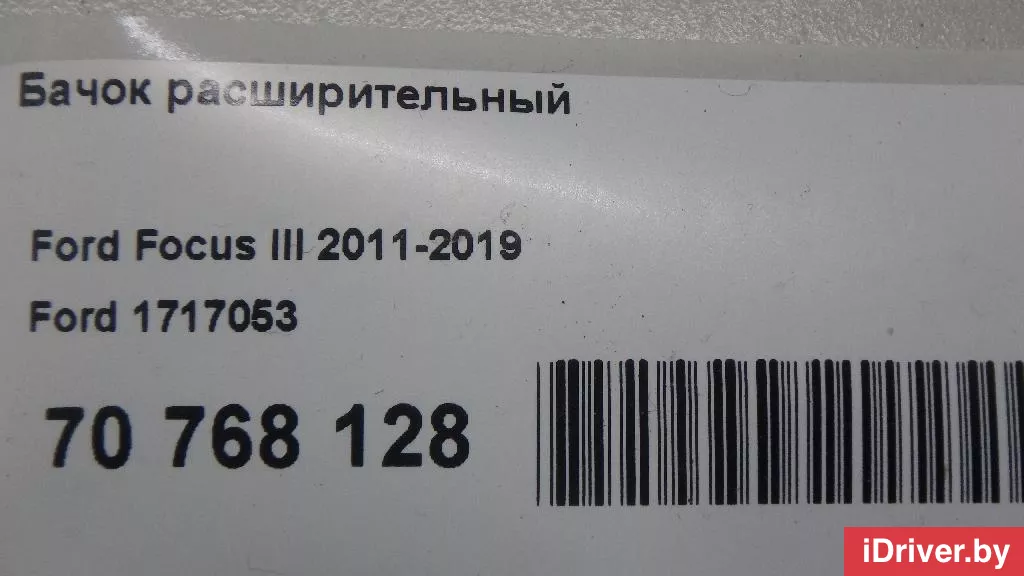 Бачок расширительный
Ford Focus III 2011-2019
Ford 1717053
70 768 128
iDriver.by